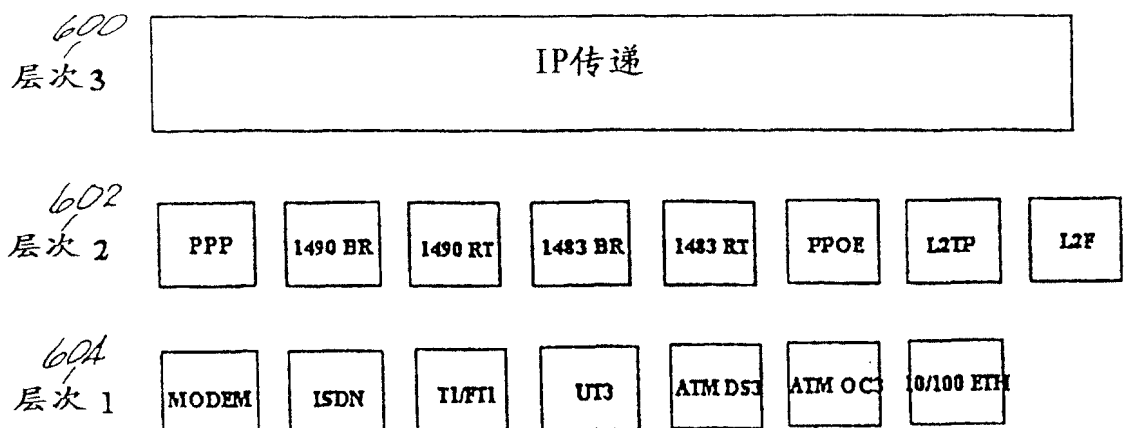 600
层次 3
IP传递
602
层次 2
PPP
1490 BR
1490 RT
1483 BR
1483 RT
PPOE
L2TP
L2F
604
层次 1
MODEM
ISDN
T1/FT1
UT3
ATM DS3
ATM OC3
10/100 ETH